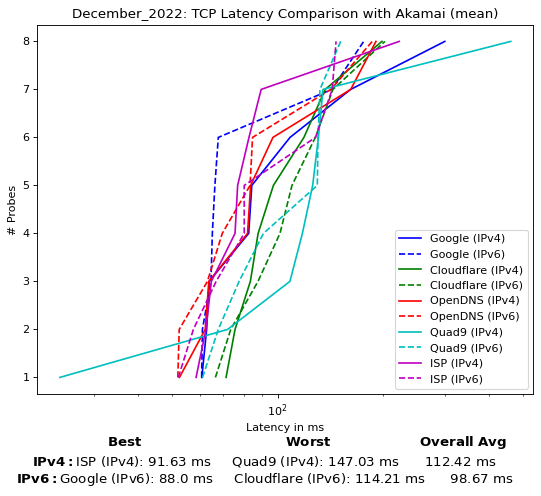 December_2022: TCP Latency Comparison with Akamai (mean)
8
7
6
5
4
3
2
1
# Probes
Google (IPv4)
Google (IPv6)
Cloudflare (IPv4)
Cloudflare (IPv6)
OpenDNS (IPv4)
OpenDNS (IPv6)
Quad9 (IPv4)
Quad9 (IPv6)
ISP (IPv4)
ISP (IPv6)
10²
Latency in ms
Best Worst Overall Avg
IPv4: ISP (IPv4): 91.63 ms Quad9 (IPv4): 147.03 ms 112.42 ms
IPv6: Google (IPv6): 88.0 ms Cloudflare (IPv6): 114.21 ms 98.67 ms